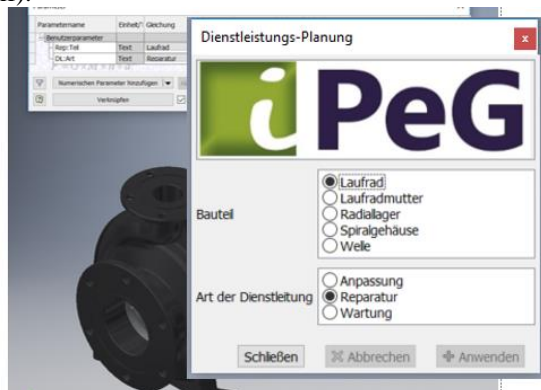 n).
Parametername Einheit/ Gleichung
Benutzerparameter
Rep:Teil Text Laufrad
DL:Art Text Reparatur
Numerischen Parameter hinzufügen
Verknüpfen
Dienstleistungs-Planung
x
iPeG
Bauteil
Laufrad
Laufradmutter
Radiallager
Spiralgehäuse
Welle
Art der Dienstleitung
Anpassung
Reparatur
Wartung
Schließen Abbrechen Anwenden